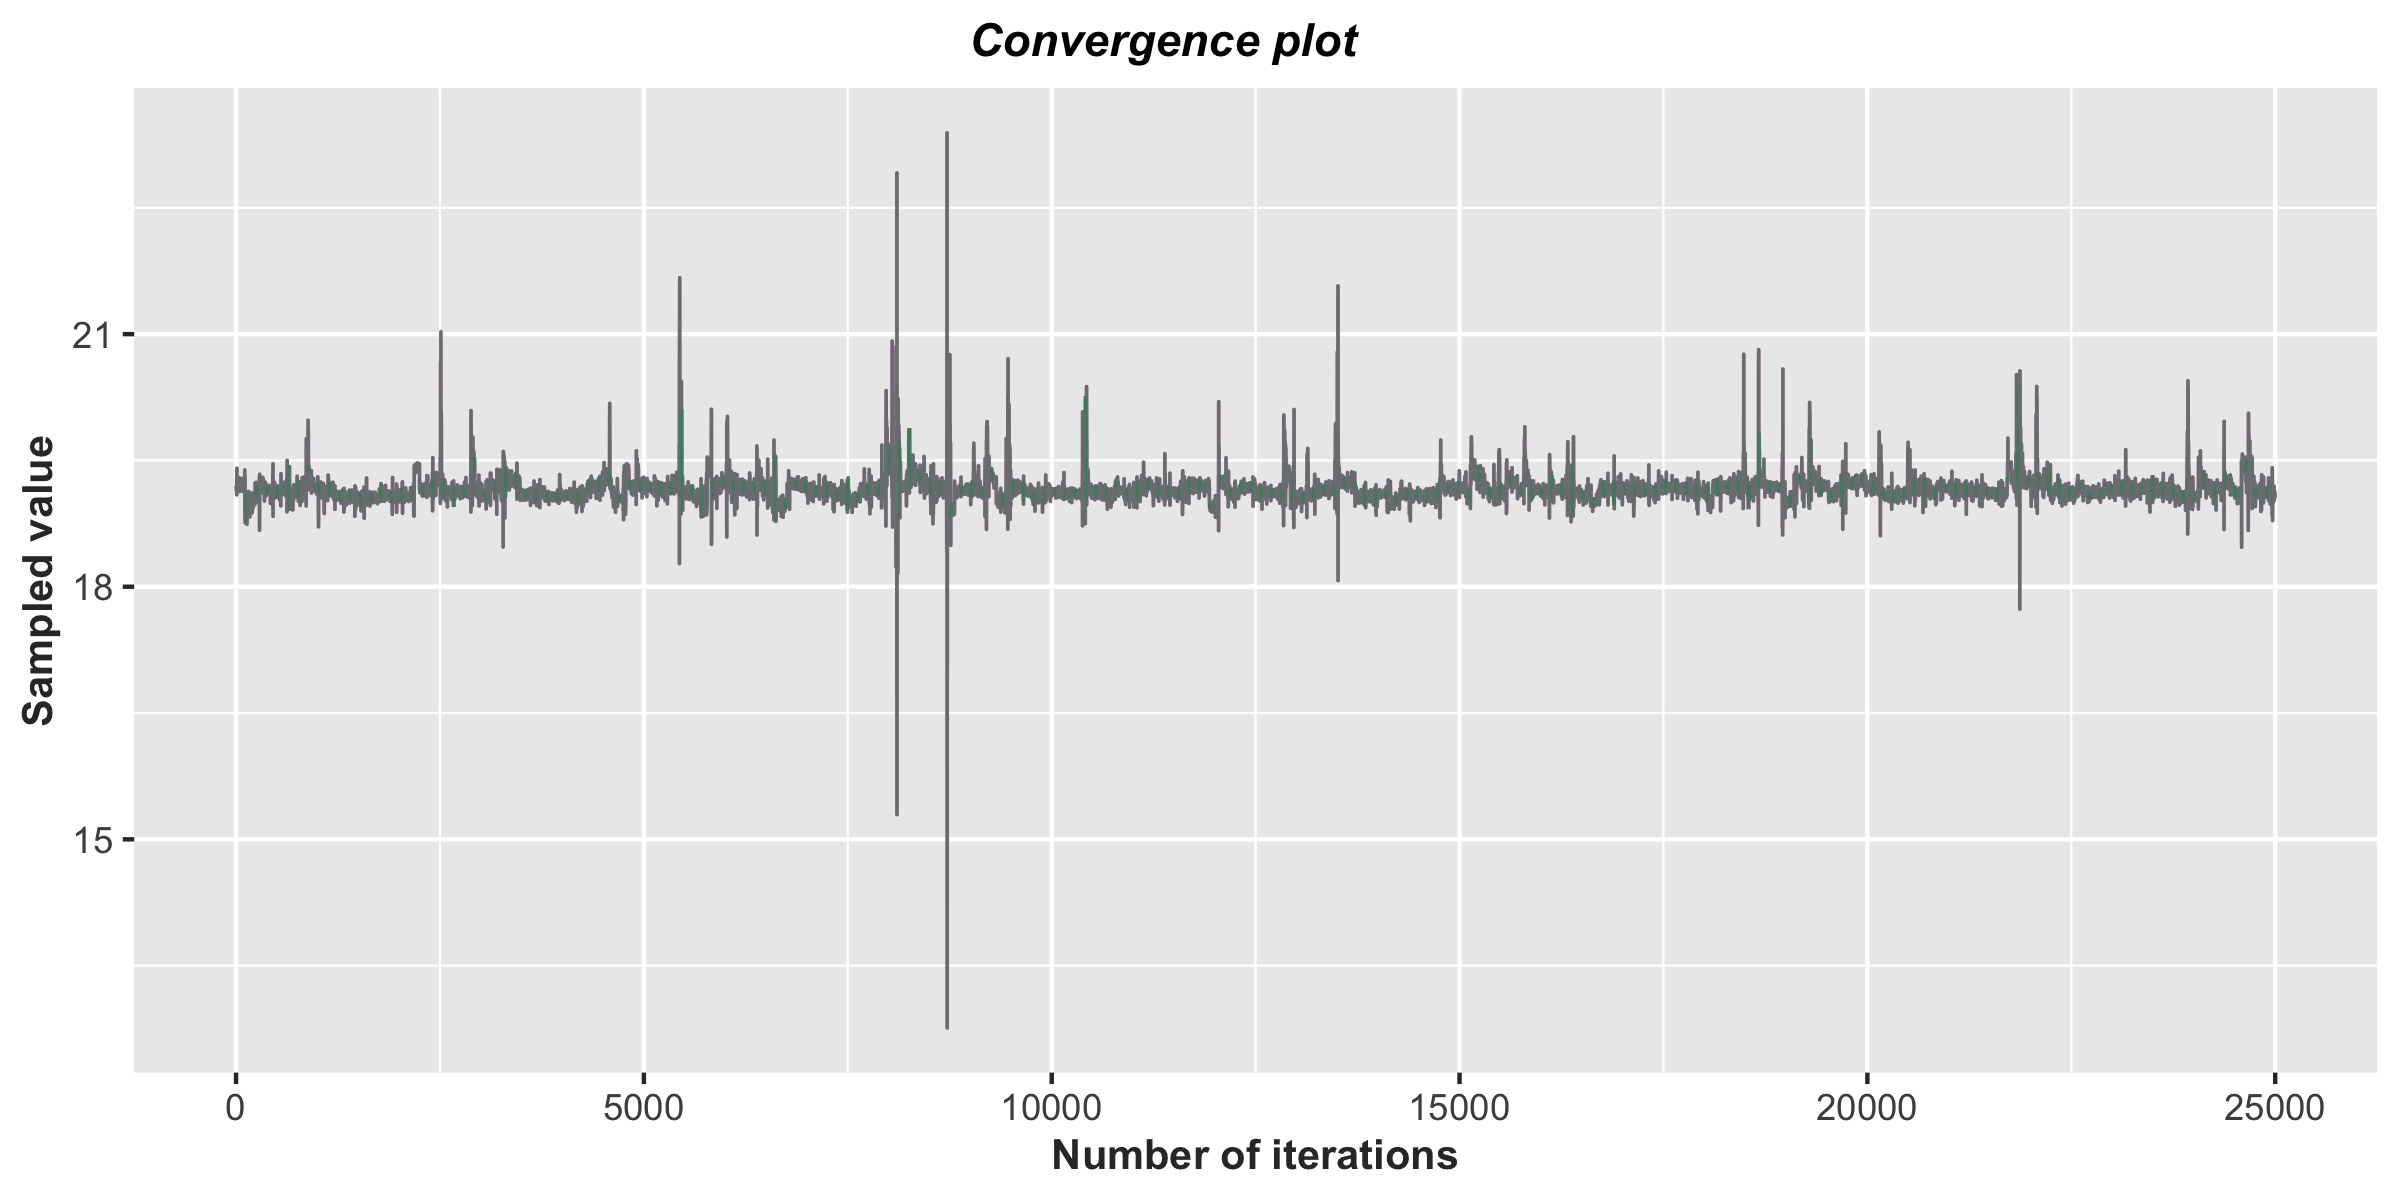 Convergence plot
Sampled value
21
18
15
0 5000 10000 15000 20000 25000
Number of iterations